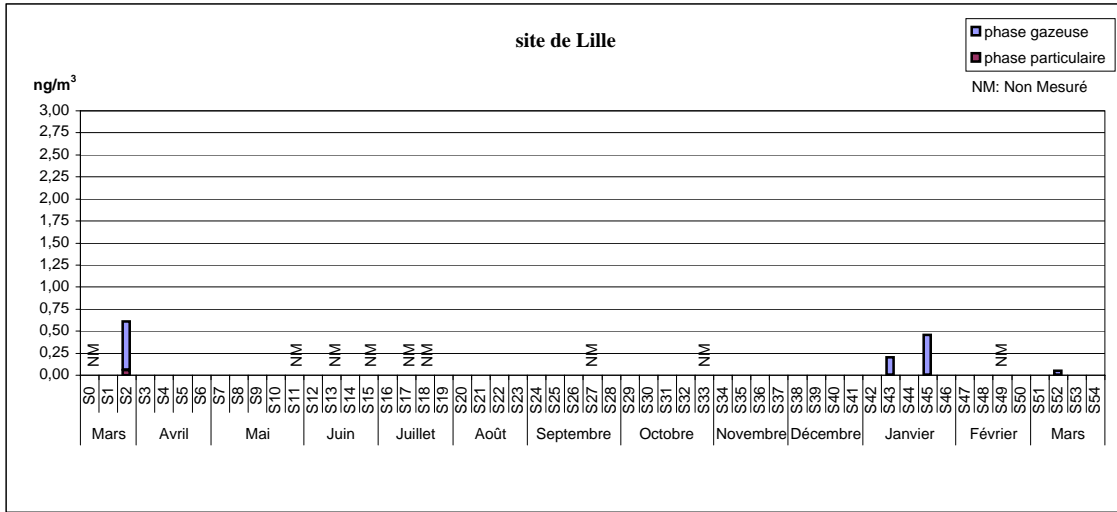 site de Lille
phase gazeuse
phase particulaire
NM: Non Mesuré
ng/m³
3,00
2,75
2,50
2,25
2,00
1,75
1,50
1,25
1,00
0,75
0,50
0,25
0,00
NM NM NM NM NM NM NM NM NM
S0 S1 S2 S3 S4 S5 S6 S7 S8 S9 S10 S11 S12 S13 S14 S15 S16 S17 S18 S19 S20 S21 S22 S23 S24 S25 S26 S27 S28 S29 S30 S31 S32 S33 S34 S35 S36 S37 S38 S39 S40 S41 S42 S43 S44 S45 S46 S47 S48 S49 S50 S51 S52 S53 S54
Mars Avril Mai Juin Juillet Août Septembre Octobre Novembre Décembre Janvier Février Mars